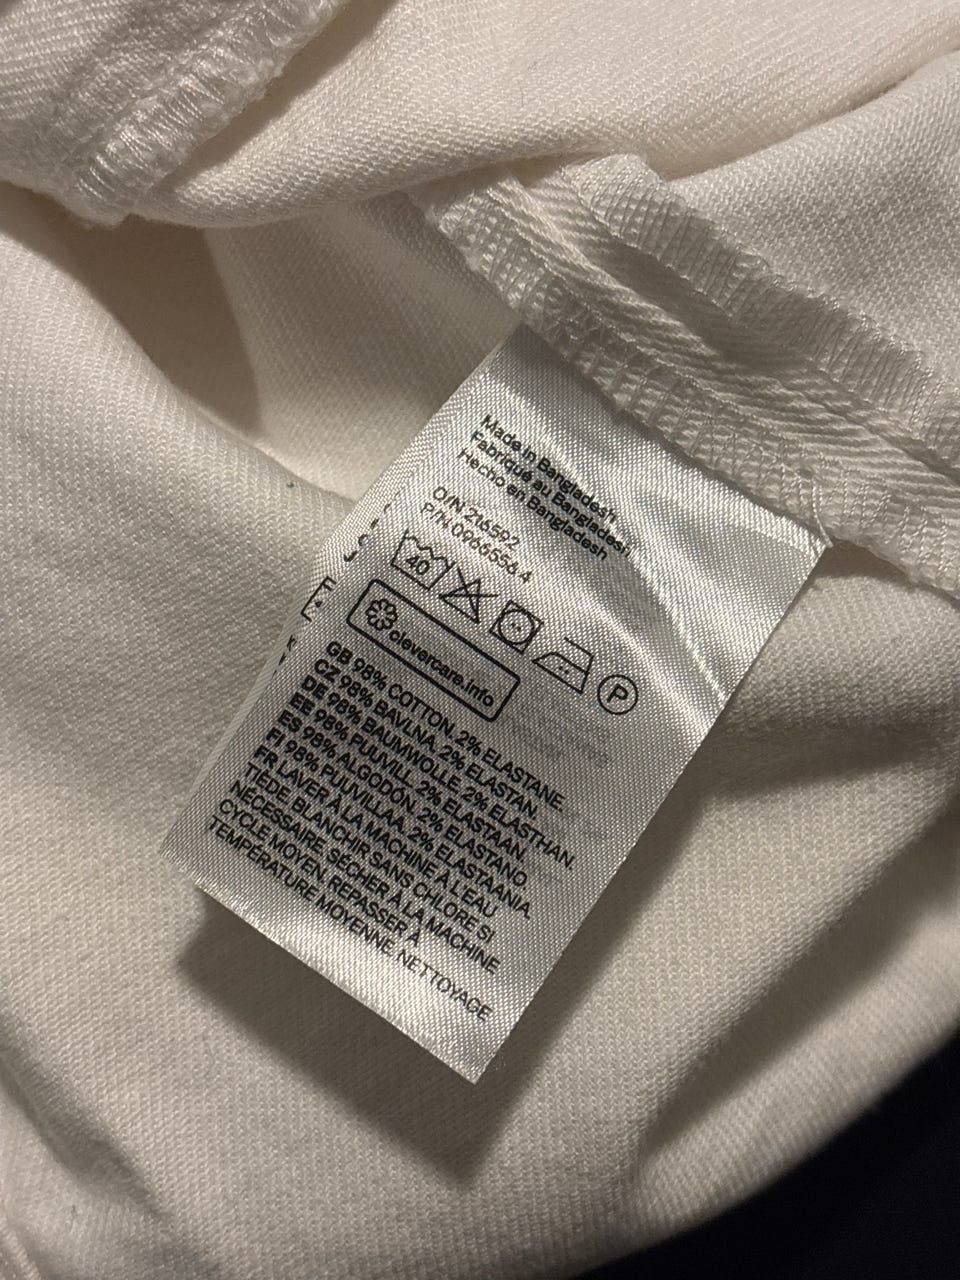 Made in Bangladesh
Fabriqué au Bangladesh
Hecho en Bangladesh
O/N 216592
P/N 0966556 4
40
P
clevercare.info
GB 98% COTTON. 2% ELASTANE.
CZ 98% BAVLNA. 2% ELASTAN.
DE 98% BAUMWOLLE. 2% ELASTHAN.
EE 98% PUUVILL. 2% ELASTAAN.
ES 98% ALGODÓN. 2% ELASTANO.
FI 98% PUUVILLAA. 2% ELASTAANIA.
FR LAVER À LA MACHINE À L'EAU
TIÈDE. BLANCHIR SANS CHLORE SI
NÉCESSAIRE. SÉCHER À LA MACHINE
CYCLE MOYEN. REPASSER À
TEMPÉRATURE MOYENNE. NETTOYAGE